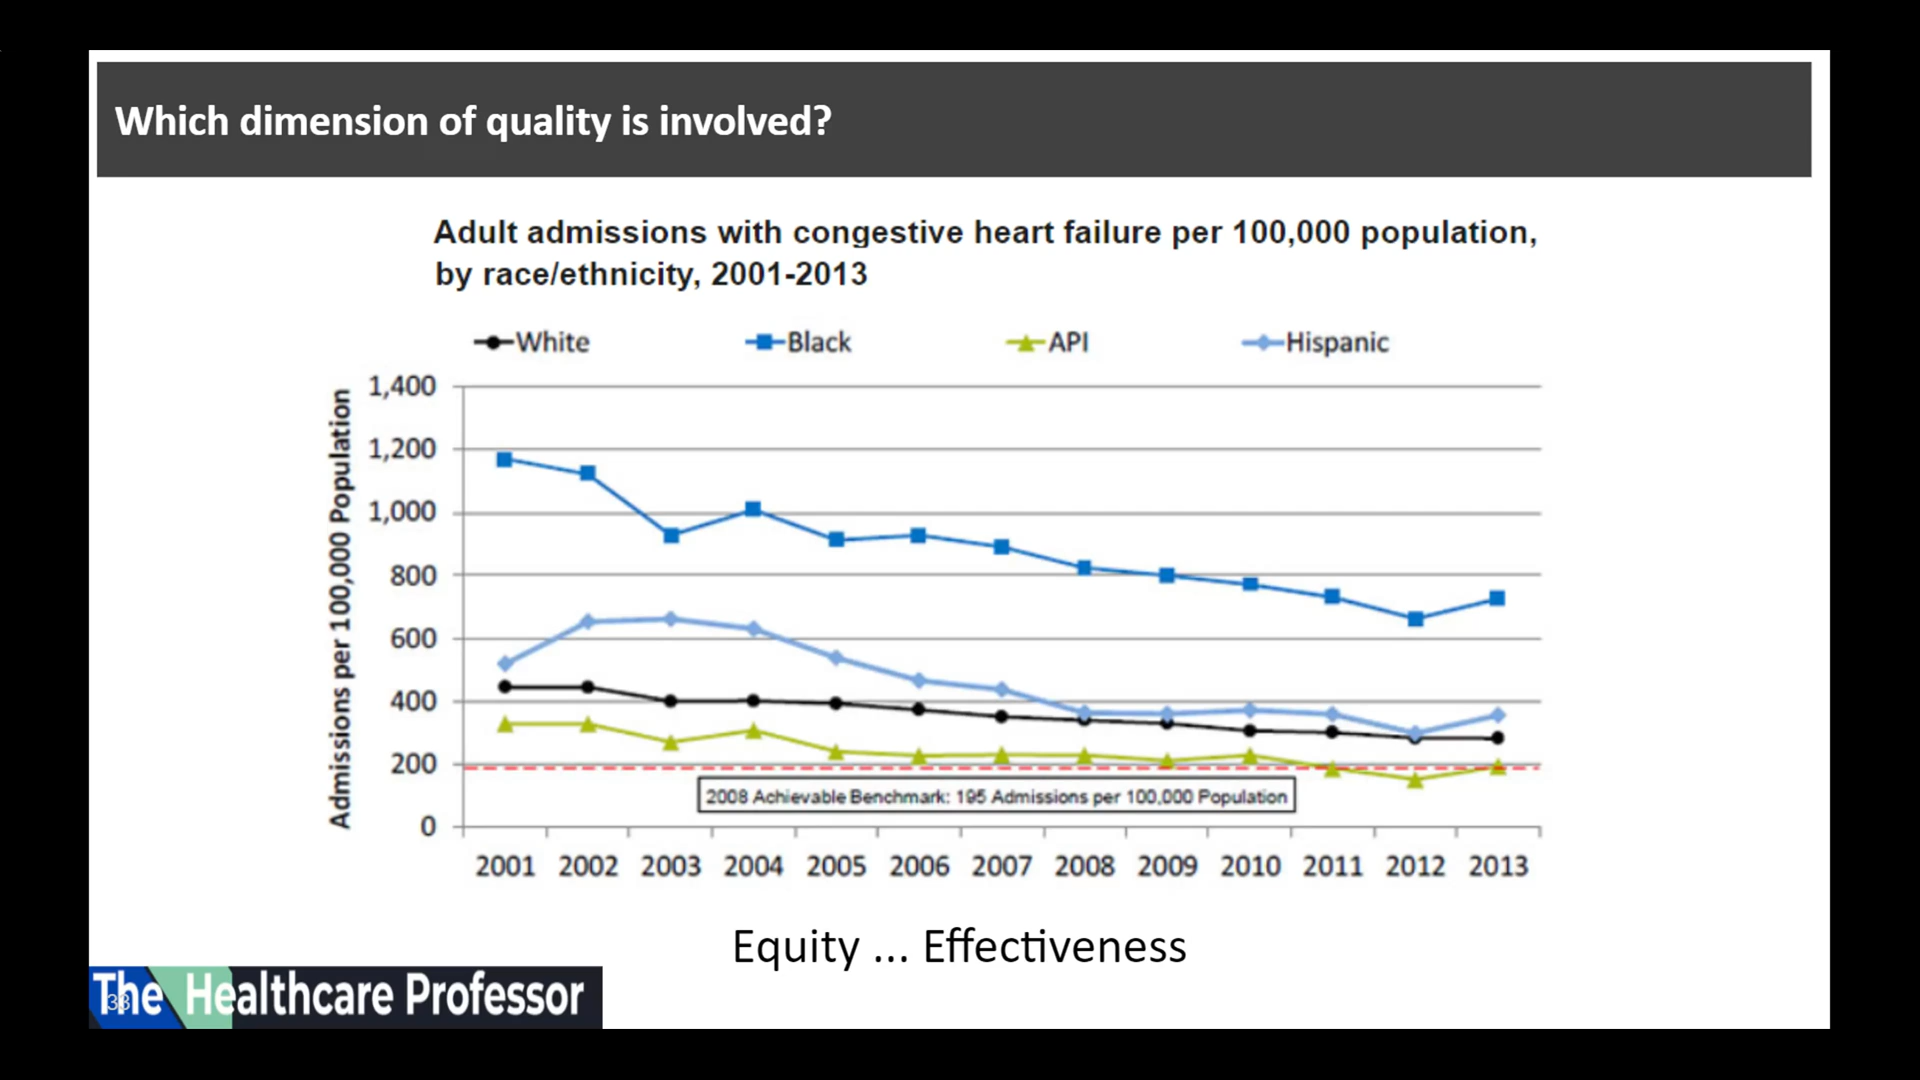 Which dimension of quality is involved?
Adult admissions with congestive heart failure per 100,000 population,
by race/ethnicity, 2001-2013
White Black API Hispanic
Admissions per 100,000 Population
1,400
1,200
1,000
800
600
400
200
0
2008 Achievable Benchmark: 195 Admissions per 100,000 Population
2001 2002 2003 2004 2005 2006 2007 2008 2009 2010 2011 2012 2013
Equity ... Effectiveness
The Healthcare Professor
33